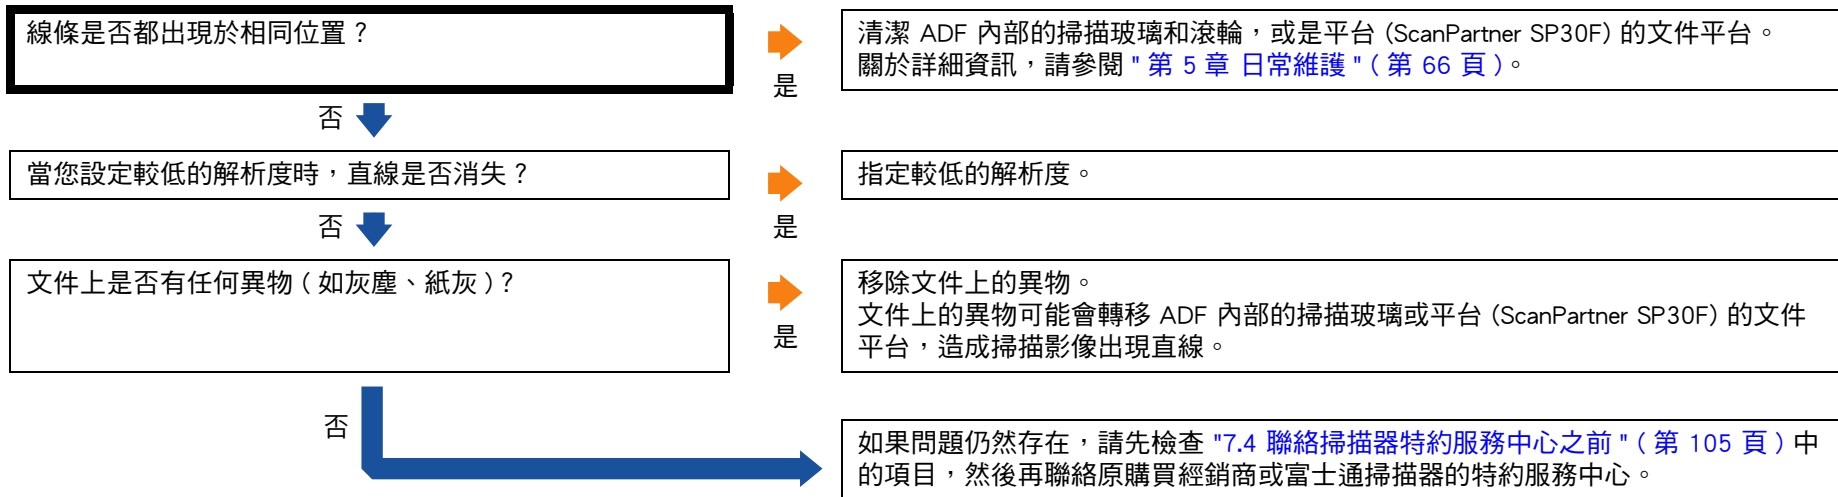 線條是否都出現於相同位置？
是
清潔 ADF 內部的掃描玻璃和滾輪，或是平台 (ScanPartner SP30F) 的文件平台。
關於詳細資訊，請參閱 " 第 5 章 日常維護 " ( 第 66 頁 )。
否
當您設定較低的解析度時，直線是否消失？
是
指定較低的解析度。
否
文件上是否有任何異物 ( 如灰塵、紙灰 )？
是
移除文件上的異物。
文件上的異物可能會轉移 ADF 內部的掃描玻璃或平台 (ScanPartner SP30F) 的文件
平台，造成掃描影像出現直線。
否
如果問題仍然存在，請先檢查 "7.4 聯絡掃描器特約服務中心之前 " ( 第 105 頁 ) 中
的項目，然後再聯絡原購買經銷商或富士通掃描器的特約服務中心。